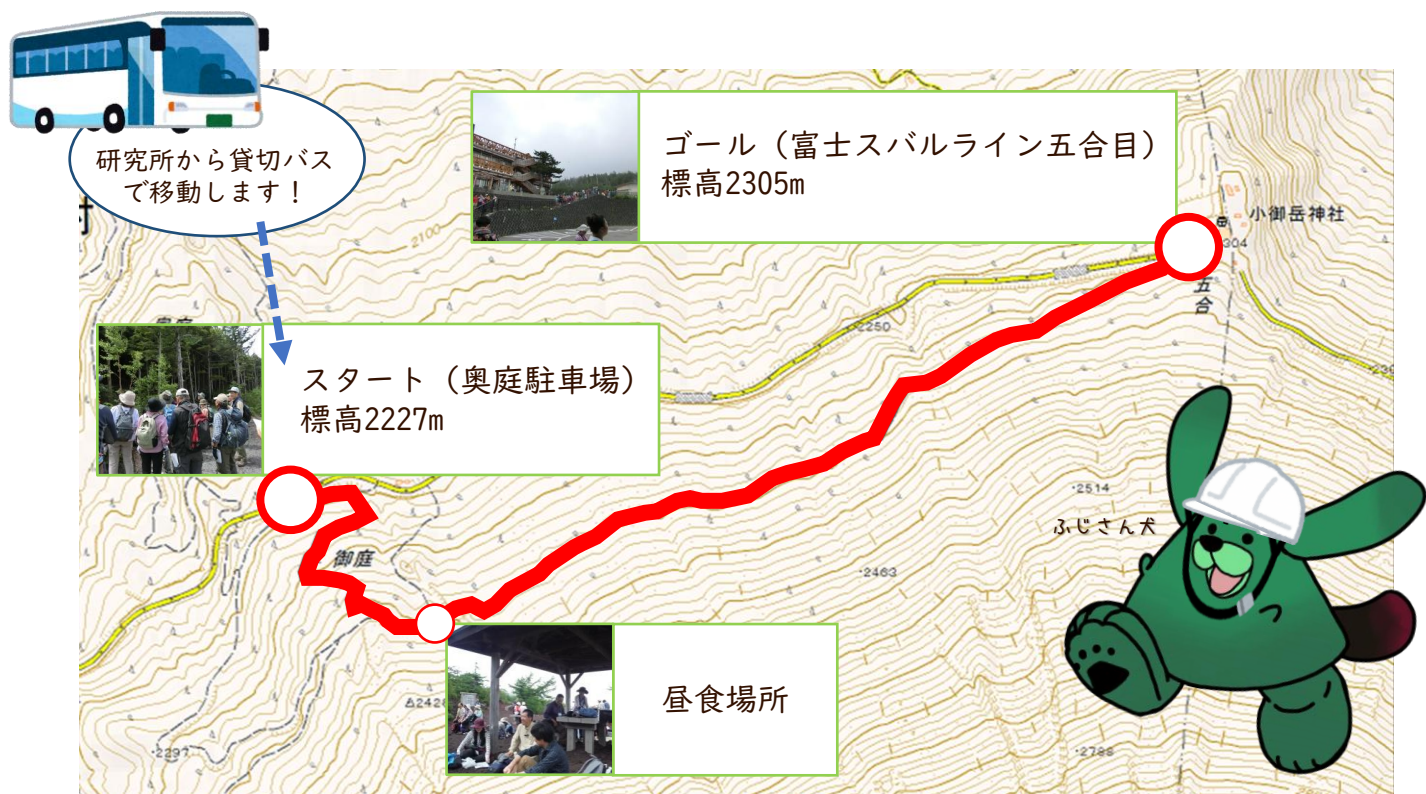 研究所から貸切バス
で移動します！
ゴール（富士スバルライン五合目）
標高2305m
小御岳神社
304
五合
2100
2250
スタート（奥庭駐車場）
標高2227m
御庭
・2514
ふじさん犬
・2463
2428
昼食場所
・2297
・2788